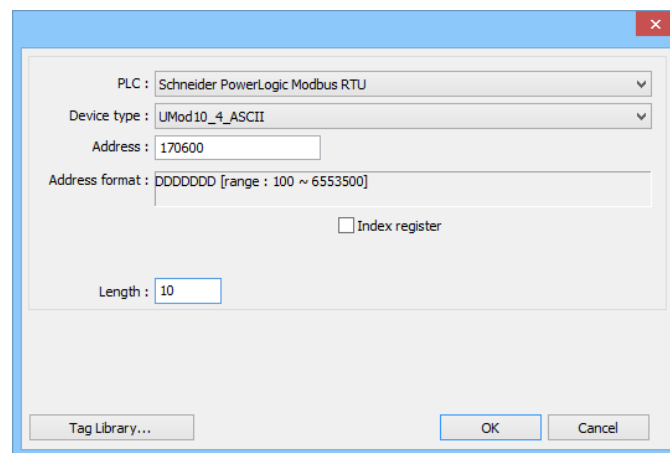 PLC : Schneider PowerLogic Modbus RTU
Device type : UMod10_4_ASCII
Address : 170600
Address format : DDDDDDD [range : 100 ~ 6553500]
Index register
Length : 10
Tag Library... OK Cancel